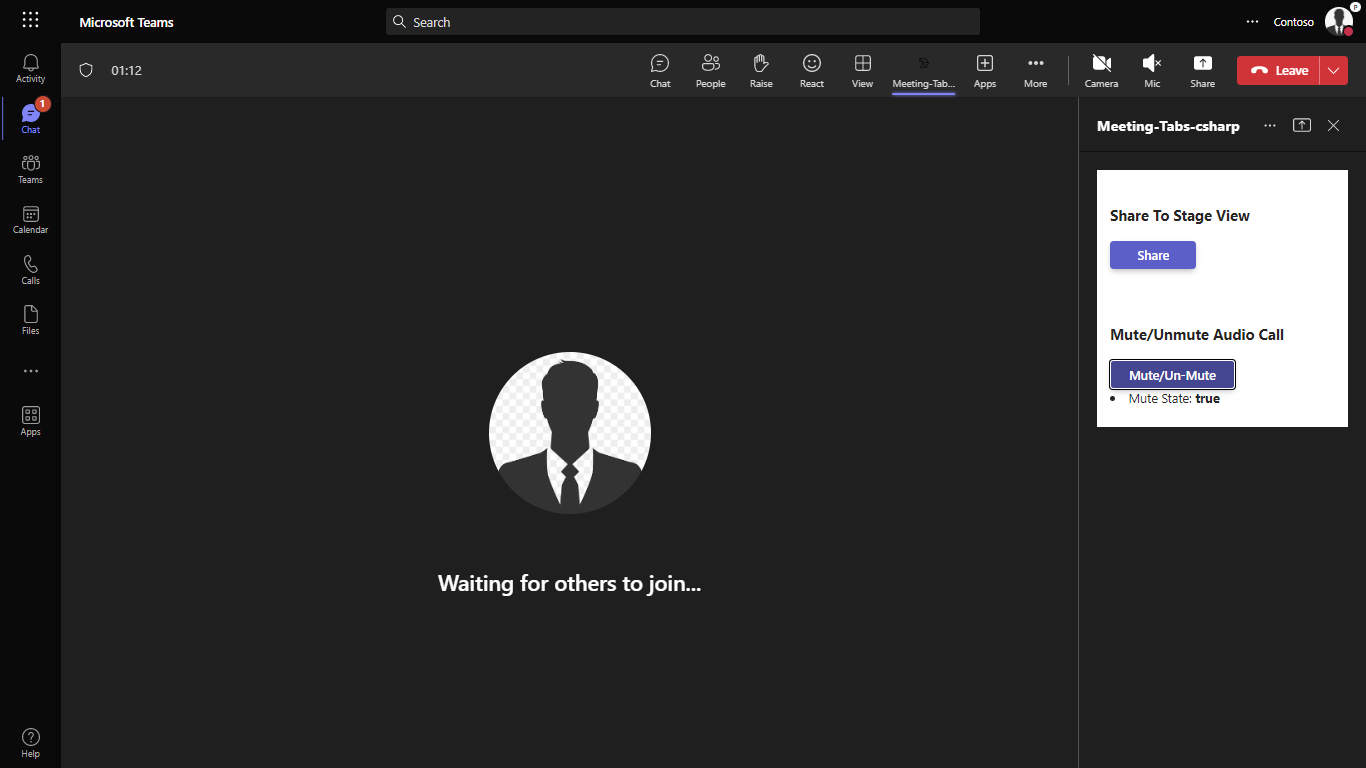 Microsoft Teams
Search
Contoso
P
Activity
1
Chat
Teams
Calendar
Calls
Files
Apps
Help
01:12
Chat
People
Raise
React
View
Meeting-Tab...
Apps
More
Camera
Mic
Share
Leave
Waiting for others to join...
Meeting-Tabs-csharp
Share To Stage View
Share
Mute/Unmute Audio Call
Mute/Un-Mute
• Mute State: true